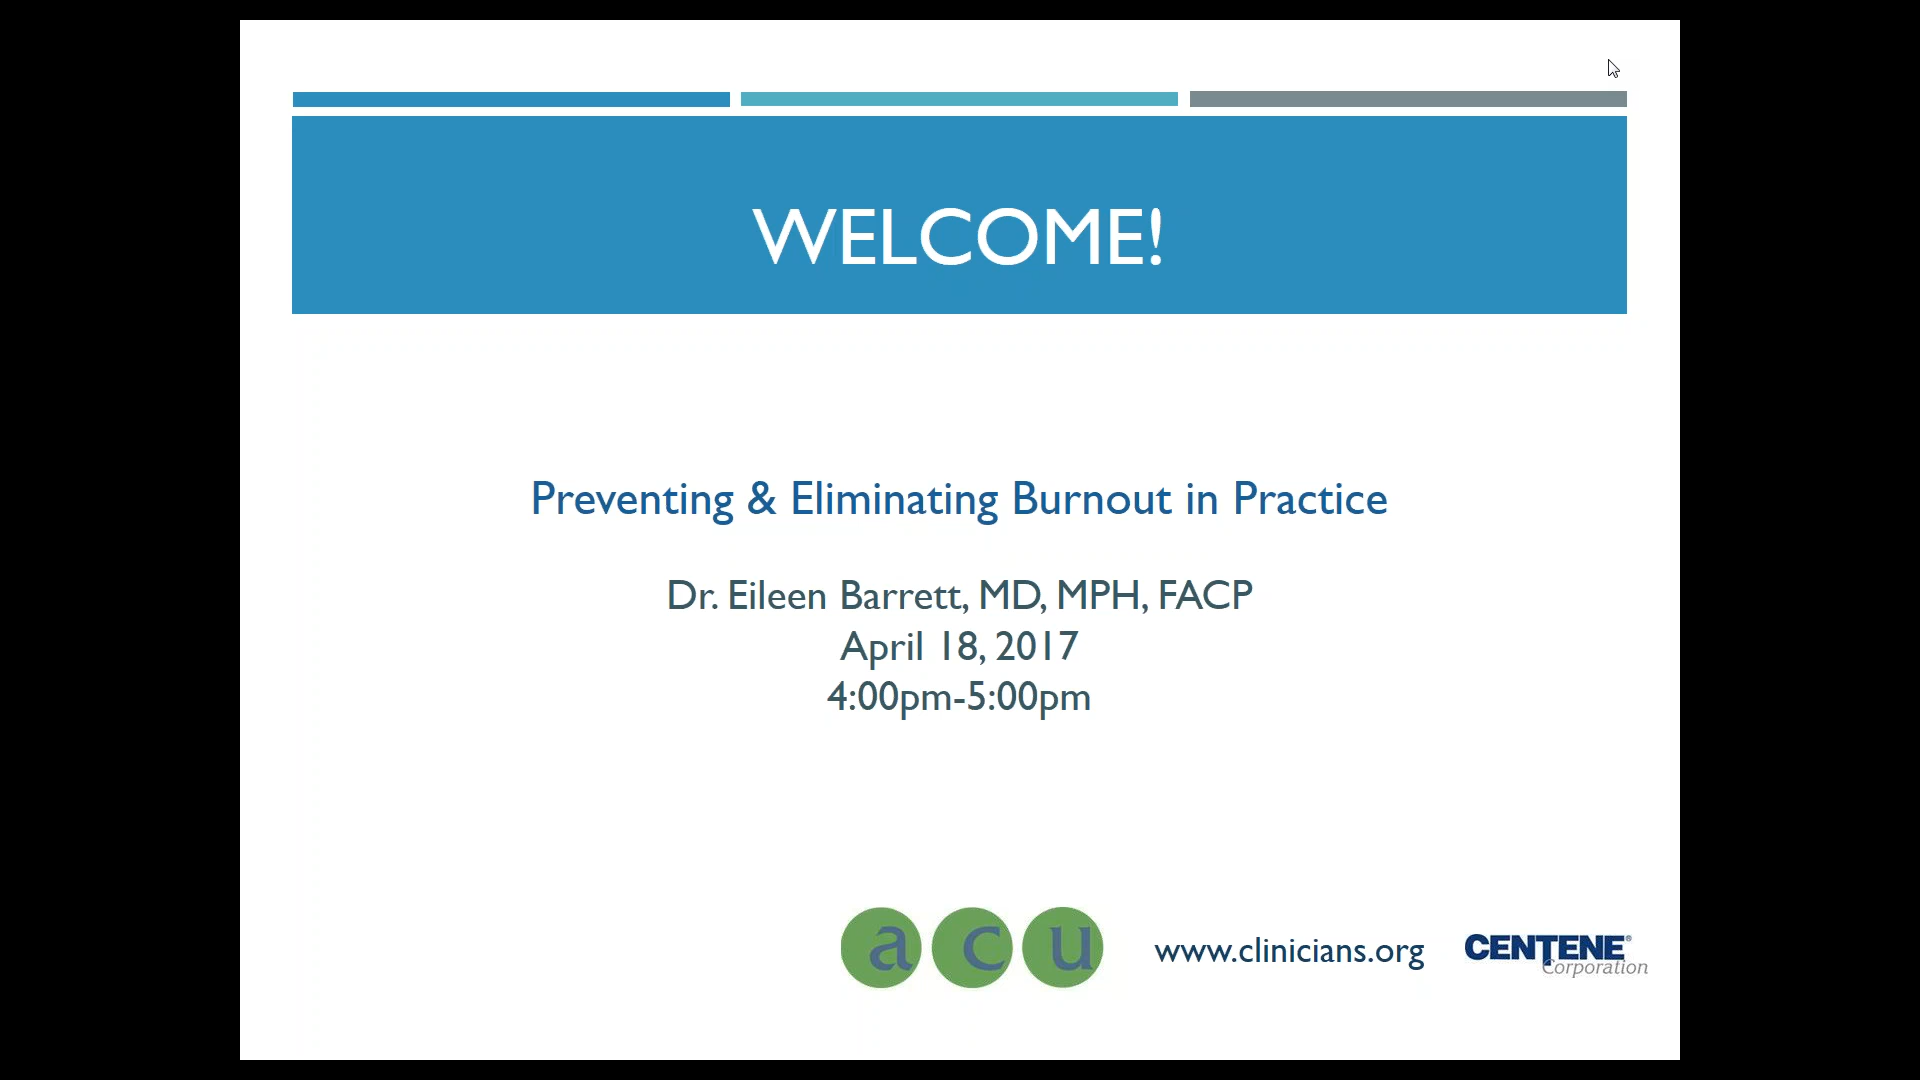 WELCOME!
Preventing & Eliminating Burnout in Practice
Dr. Eileen Barrett, MD, MPH, FACP
April 18, 2017
4:00pm-5:00pm
acu
www.clinicians.org
CENTENE®
Corporation